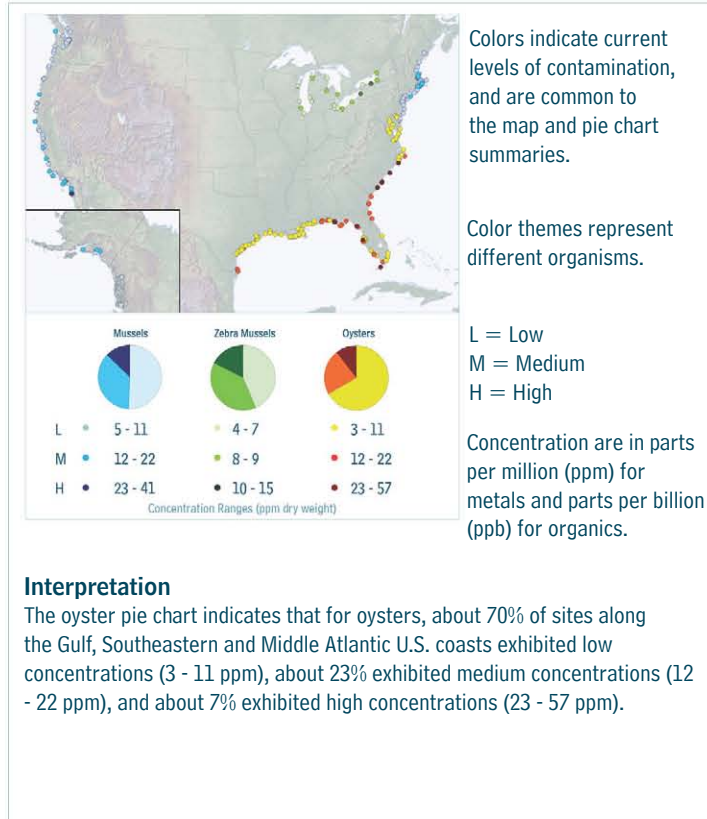 Colors indicate current
levels of contamination,
and are common to
the map and pie chart
summaries.
Color themes represent
different organisms.
L = Low
M = Medium
H = High
Concentration are in parts
per million (ppm) for
metals and parts per billion
(ppb) for organics.
Mussels Zebra Mussels Oysters
L 5 - 11 4 - 7 3 - 11
M 12 - 22 8 - 9 12 - 22
H 23 - 41 10 - 15 23 - 57
Concentration Ranges (ppm dry weight)
Interpretation
The oyster pie chart indicates that for oysters, about 70% of sites along
the Gulf, Southeastern and Middle Atlantic U.S. coasts exhibited low
concentrations (3 - 11 ppm), about 23% exhibited medium concentrations (12
- 22 ppm), and about 7% exhibited high concentrations (23 - 57 ppm).